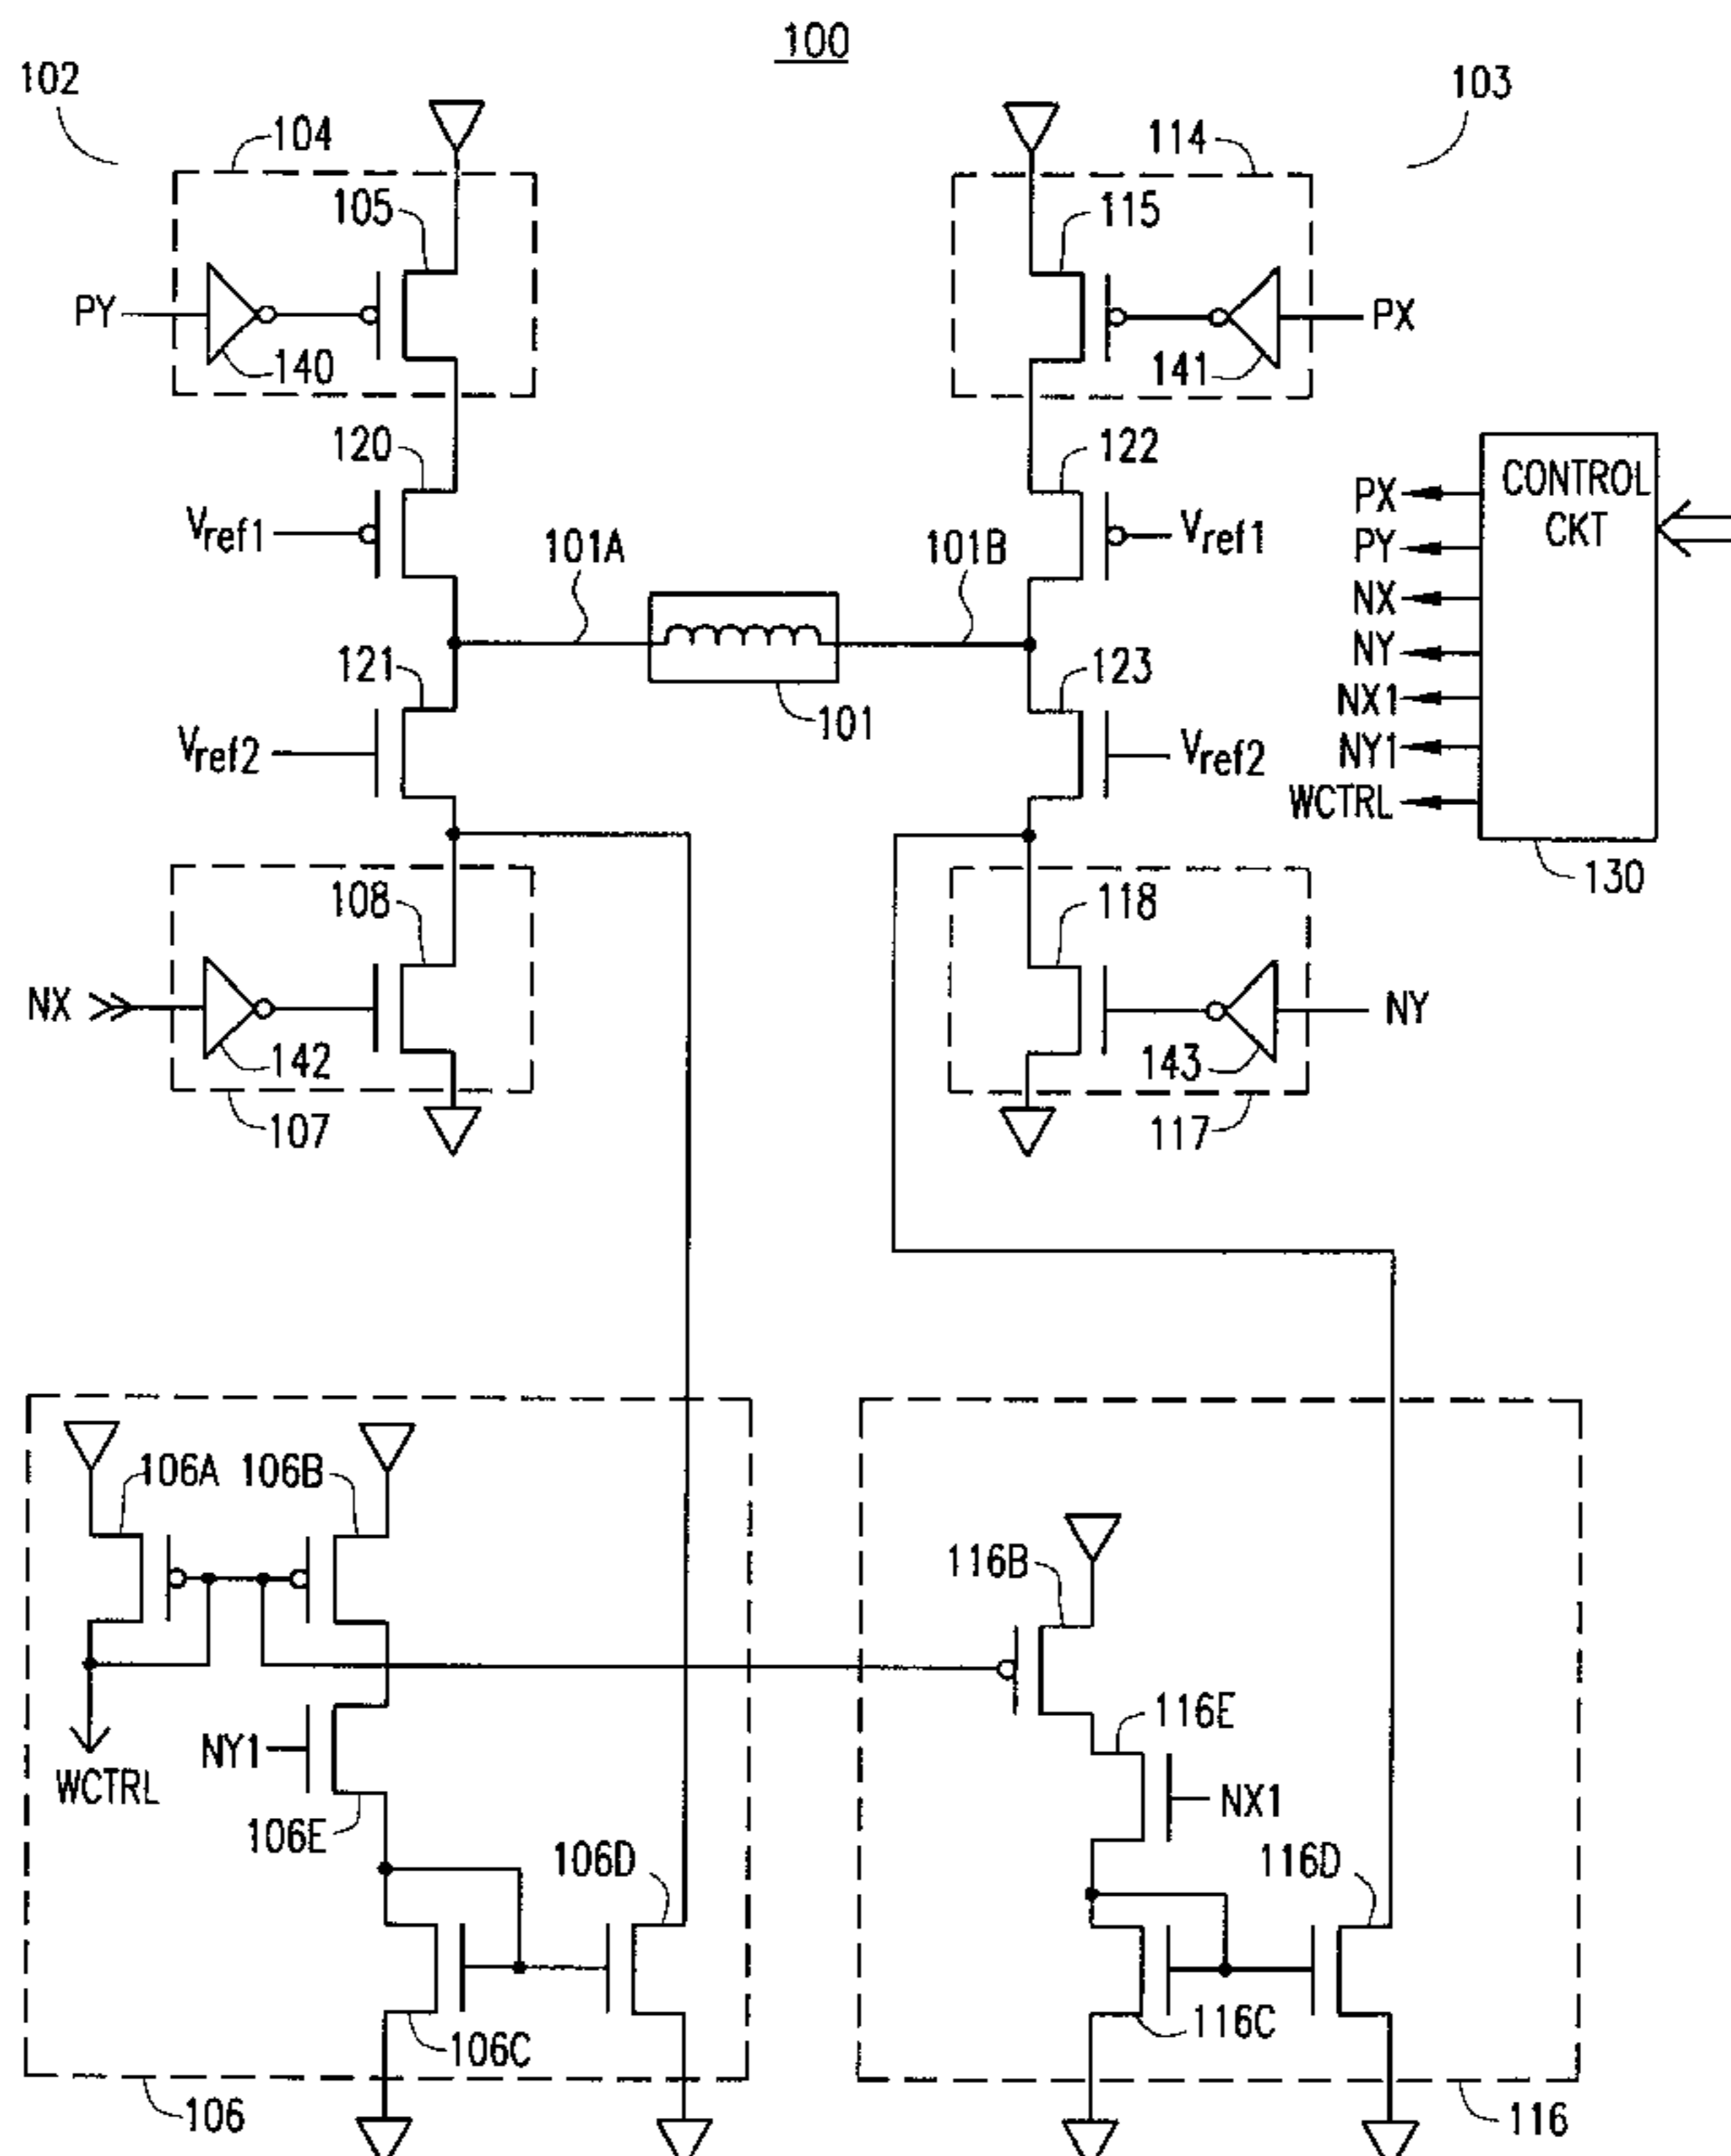 100
102
103
104
114
105
115
PY
PX
140
141
120
122
CONTROL
CKT
PX
PY
NX
NY
NX1
NY1
WCTRL
Vref1
Vref1
101A
101B
121
123
101
Vref2
Vref2
130
108
118
NX
NY
142
143
107
117
106A
106B
116B
116E
NY1
WCTRL
NX1
106E
106D
116D
106C
116C
106
116